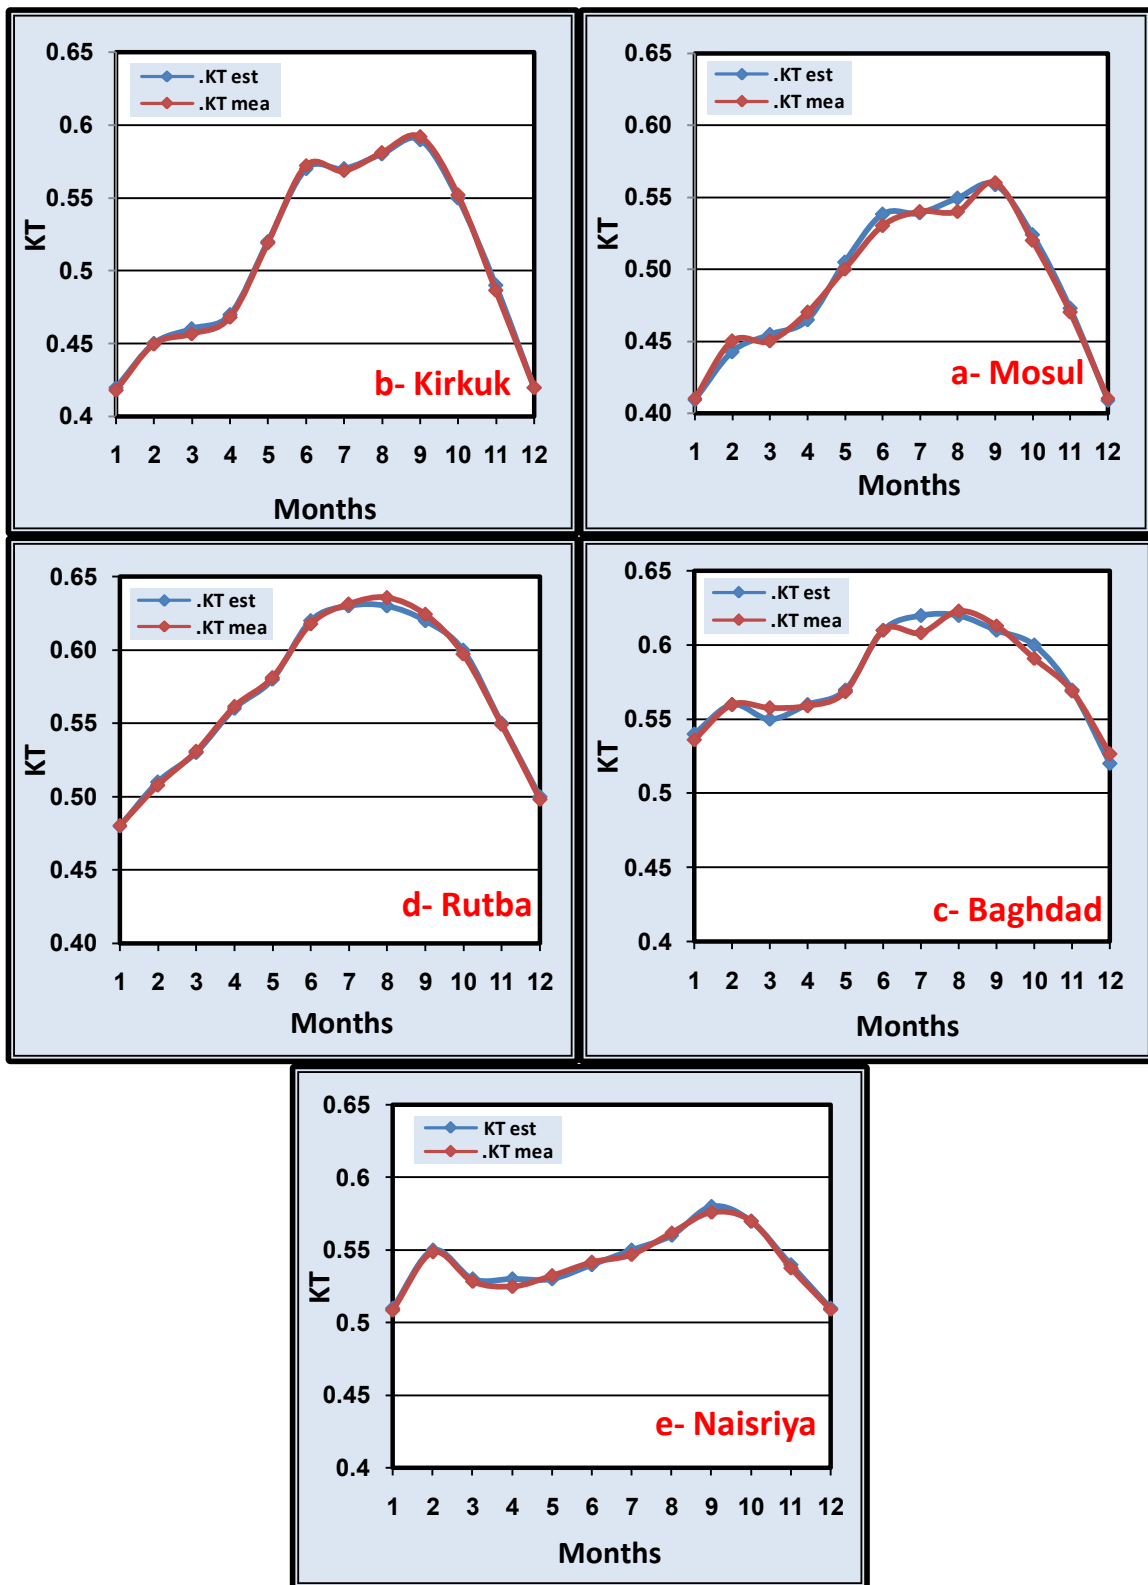 0.65
0.6
0.55
0.5
0.45
0.4
KT
.KT est
.KT mea
b- Kirkuk
1 2 3 4 5 6 7 8 9 10 11 12
Months
0.65
0.60
0.55
0.50
0.45
0.40
KT
.KT est
.KT mea
a- Mosul
1 2 3 4 5 6 7 8 9 10 11 12
Months
0.65
0.60
0.55
0.50
0.45
0.40
KT
.KT est
.KT mea
d- Rutba
1 2 3 4 5 6 7 8 9 10 11 12
Months
0.65
0.6
0.55
0.5
0.45
0.4
KT
.KT est
.KT mea
c- Baghdad
1 2 3 4 5 6 7 8 9 10 11 12
Months
0.65
0.6
0.55
0.5
0.45
0.4
KT
KT est
.KT mea
e- Naisriya
1 2 3 4 5 6 7 8 9 10 11 12
Months